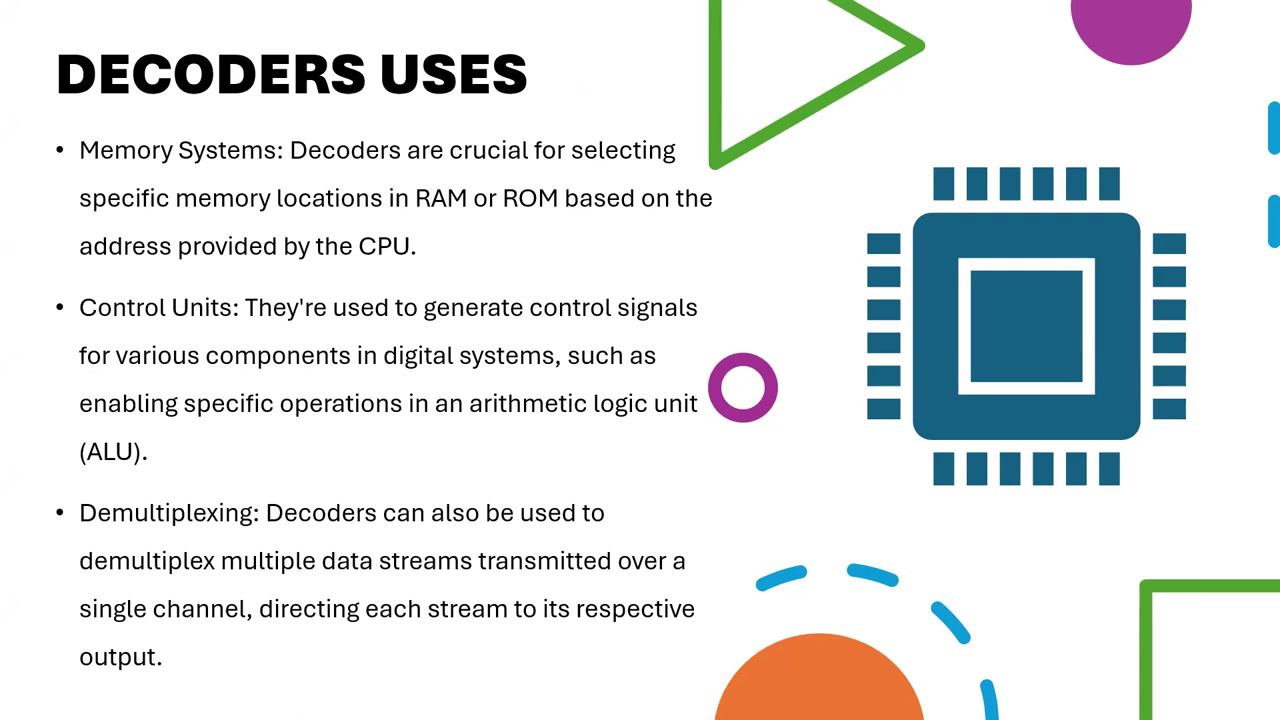 DECODERS USES
• Memory Systems: Decoders are crucial for selecting
specific memory locations in RAM or ROM based on the
address provided by the CPU.
• Control Units: They're used to generate control signals
for various components in digital systems, such as
enabling specific operations in an arithmetic logic unit
(ALU).
• Demultiplexing: Decoders can also be used to
demultiplex multiple data streams transmitted over a
single channel, directing each stream to its respective
output.